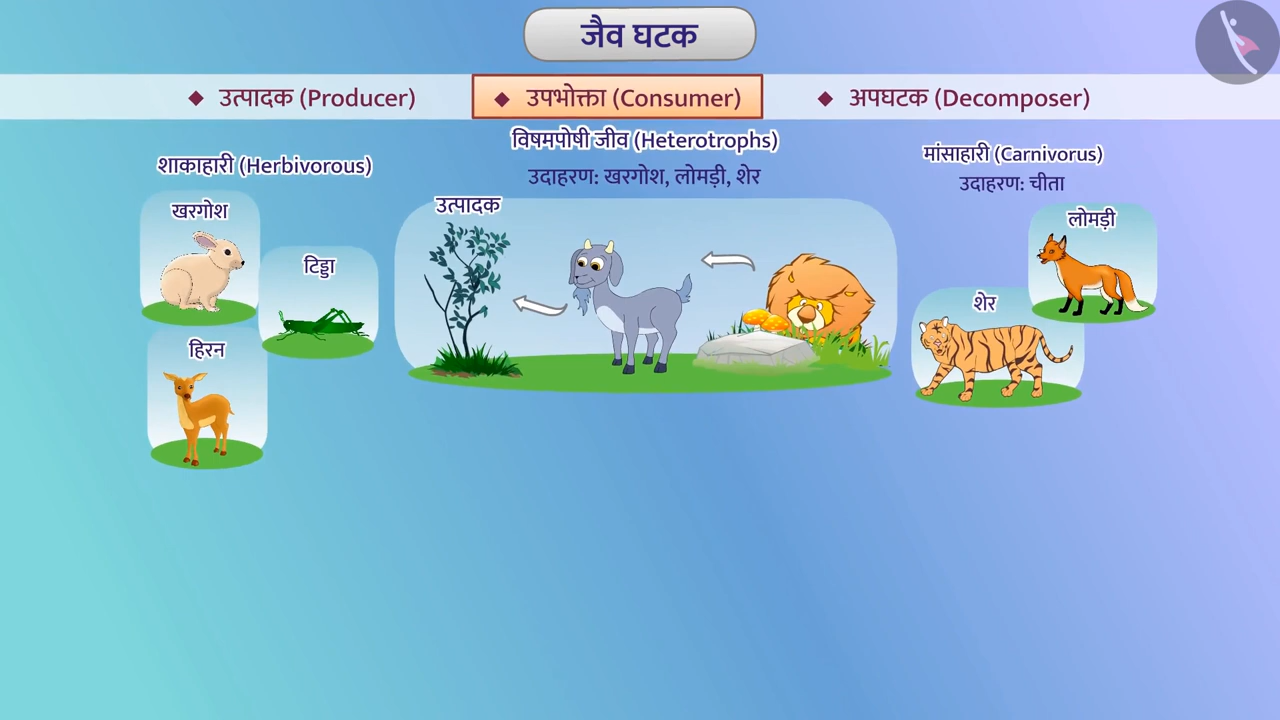 जैव घटक
◆ उत्पादक (Producer)
◆ उपभोक्ता (Consumer)
◆ अपघटक (Decomposer)
विषमपोषी जीव (Heterotrophs)
उदाहरण: खरगोश, लोमड़ी, शेर
शाकाहारी (Herbivorous)
खरगोश
टिड्डा
हिरन
उत्पादक
मांसाहारी (Carnivorus)
उदाहरण: चीता
लोमड़ी
शेर